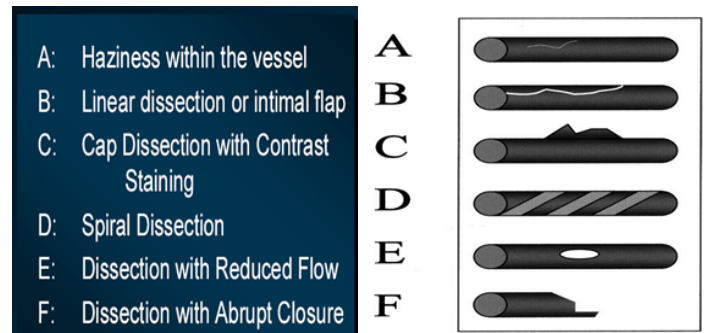 A: Haziness within the vessel
B: Linear dissection or intimal flap
C: Cap Dissection with Contrast
Staining
D: Spiral Dissection
E: Dissection with Reduced Flow
F: Dissection with Abrupt Closure
A
B
C
D
E
F